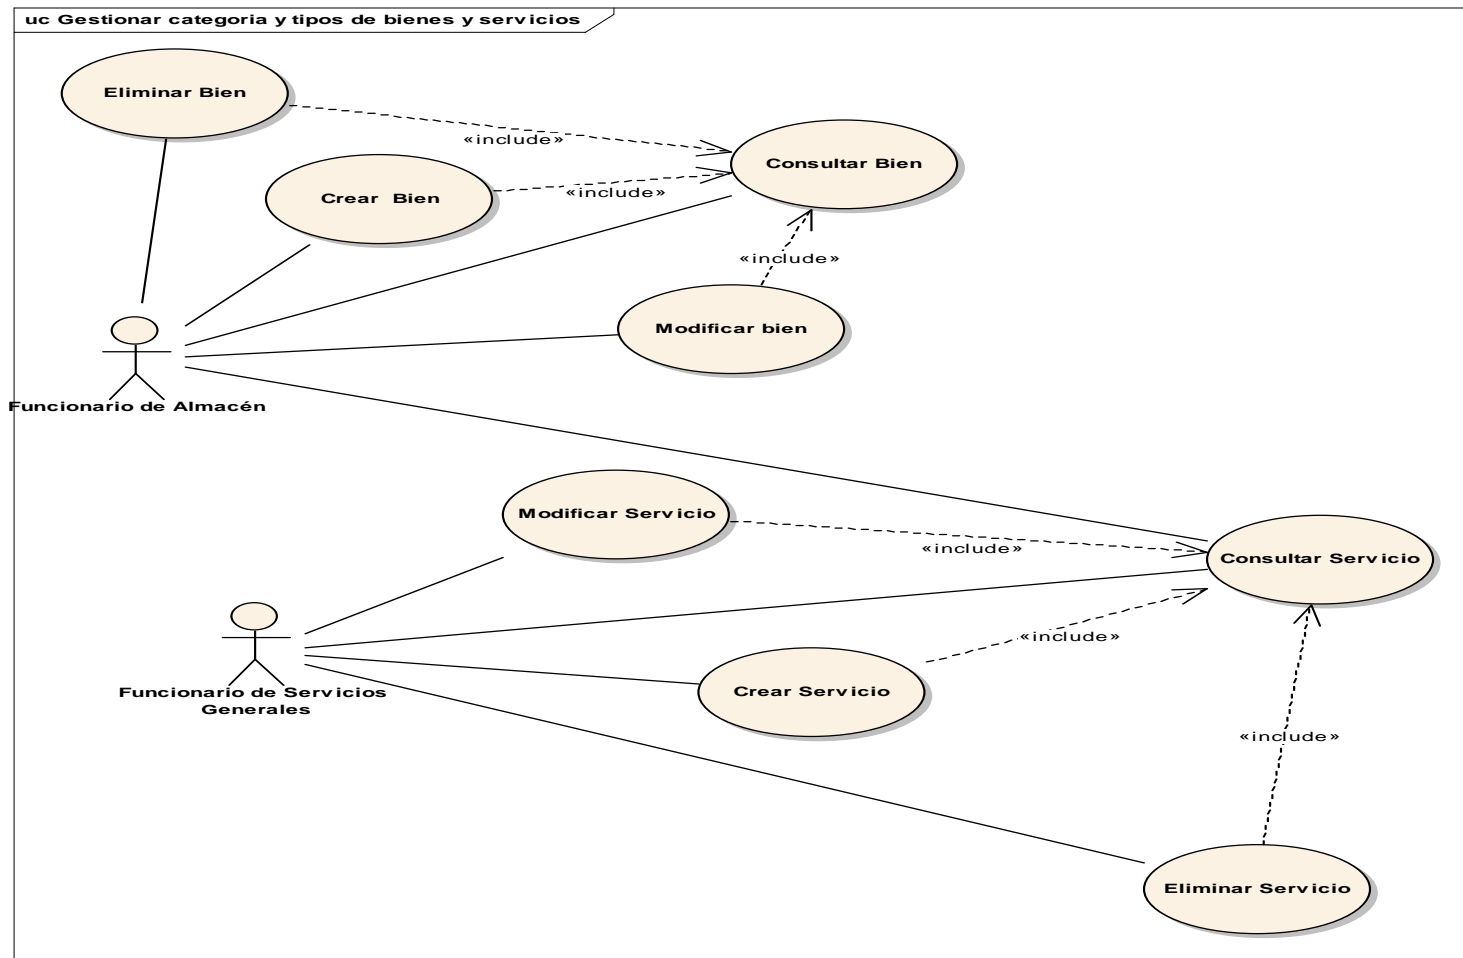 uc Gestionar categoria y tipos de bienes y servicios
Eliminar Bien
«include»
Consultar Bien
Crear Bien
«include»
«include»
Modificar bien
Funcionario de Almacén
Modificar Servicio
«include»
Consultar Servicio
«include»
Funcionario de Servicios
Generales
Crear Servicio
«include»
Eliminar Servicio